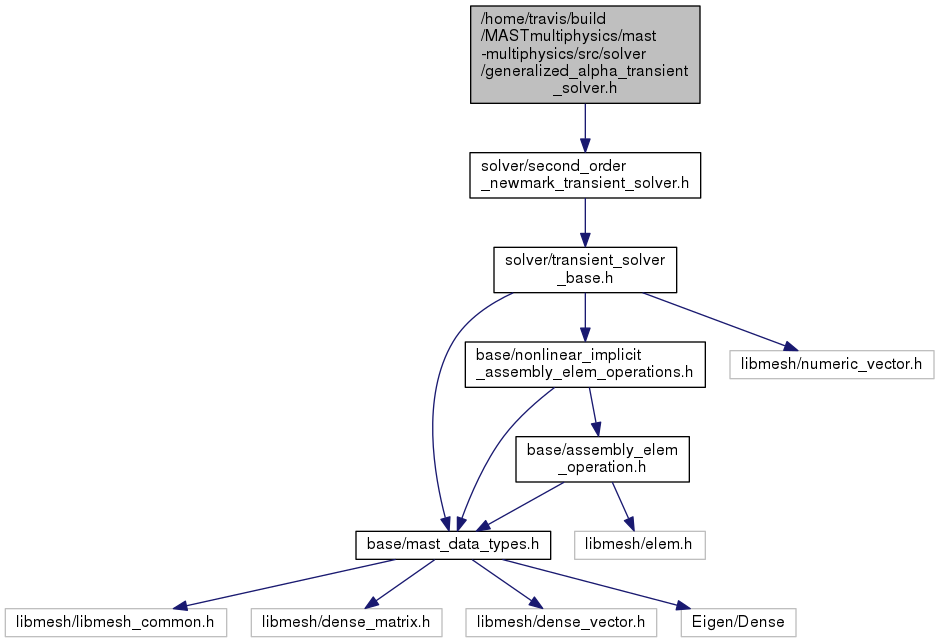 /home/travis/build
/MASTmultiphysics/mast
-multiphysics/src/solver
/generalized_alpha_transient
_solver.h
solver/second_order
_newmark_transient_solver.h
solver/transient_solver
_base.h
base/nonlinear_implicit
_assembly_elem_operations.h
libmesh/numeric_vector.h
base/assembly_elem
_operation.h
base/mast_data_types.h
libmesh/elem.h
libmesh/libmesh_common.h
libmesh/dense_matrix.h
libmesh/dense_vector.h
Eigen/Dense